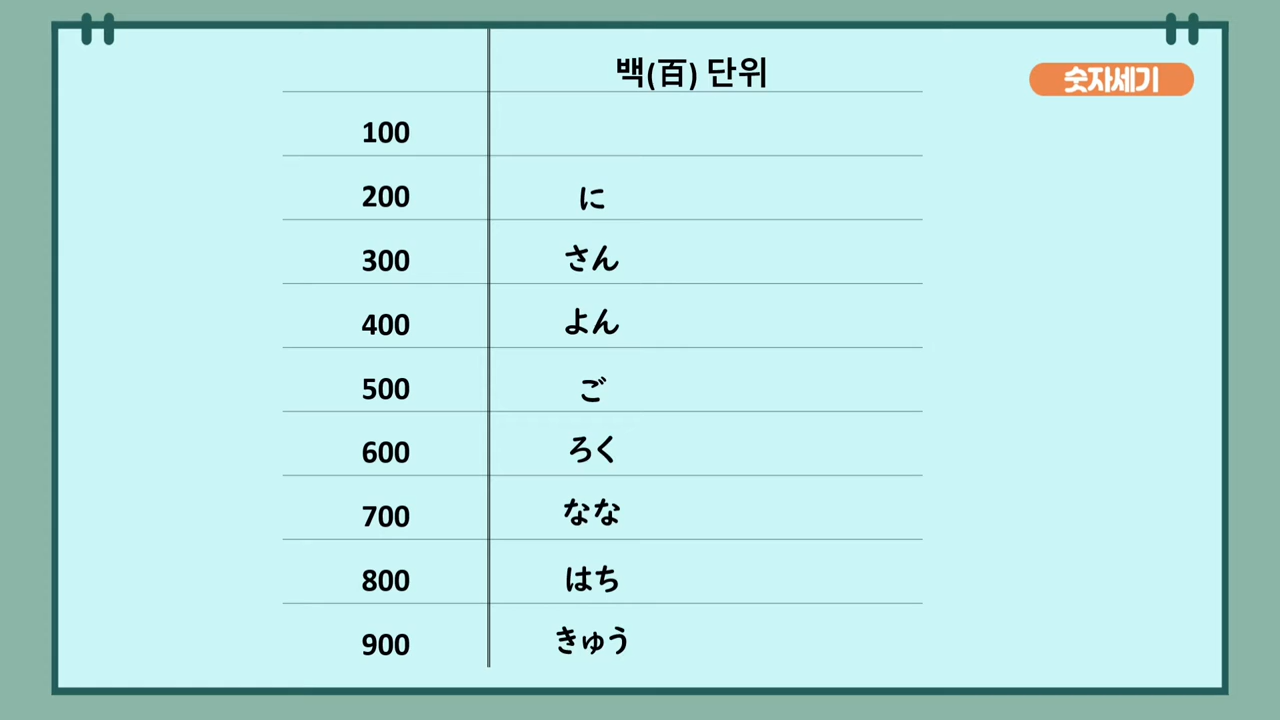 백(百) 단위
숫자세기
100
200 に
300 さん
400 よん
500 ご
600 ろく
700 なな
800 はち
900 きゅう